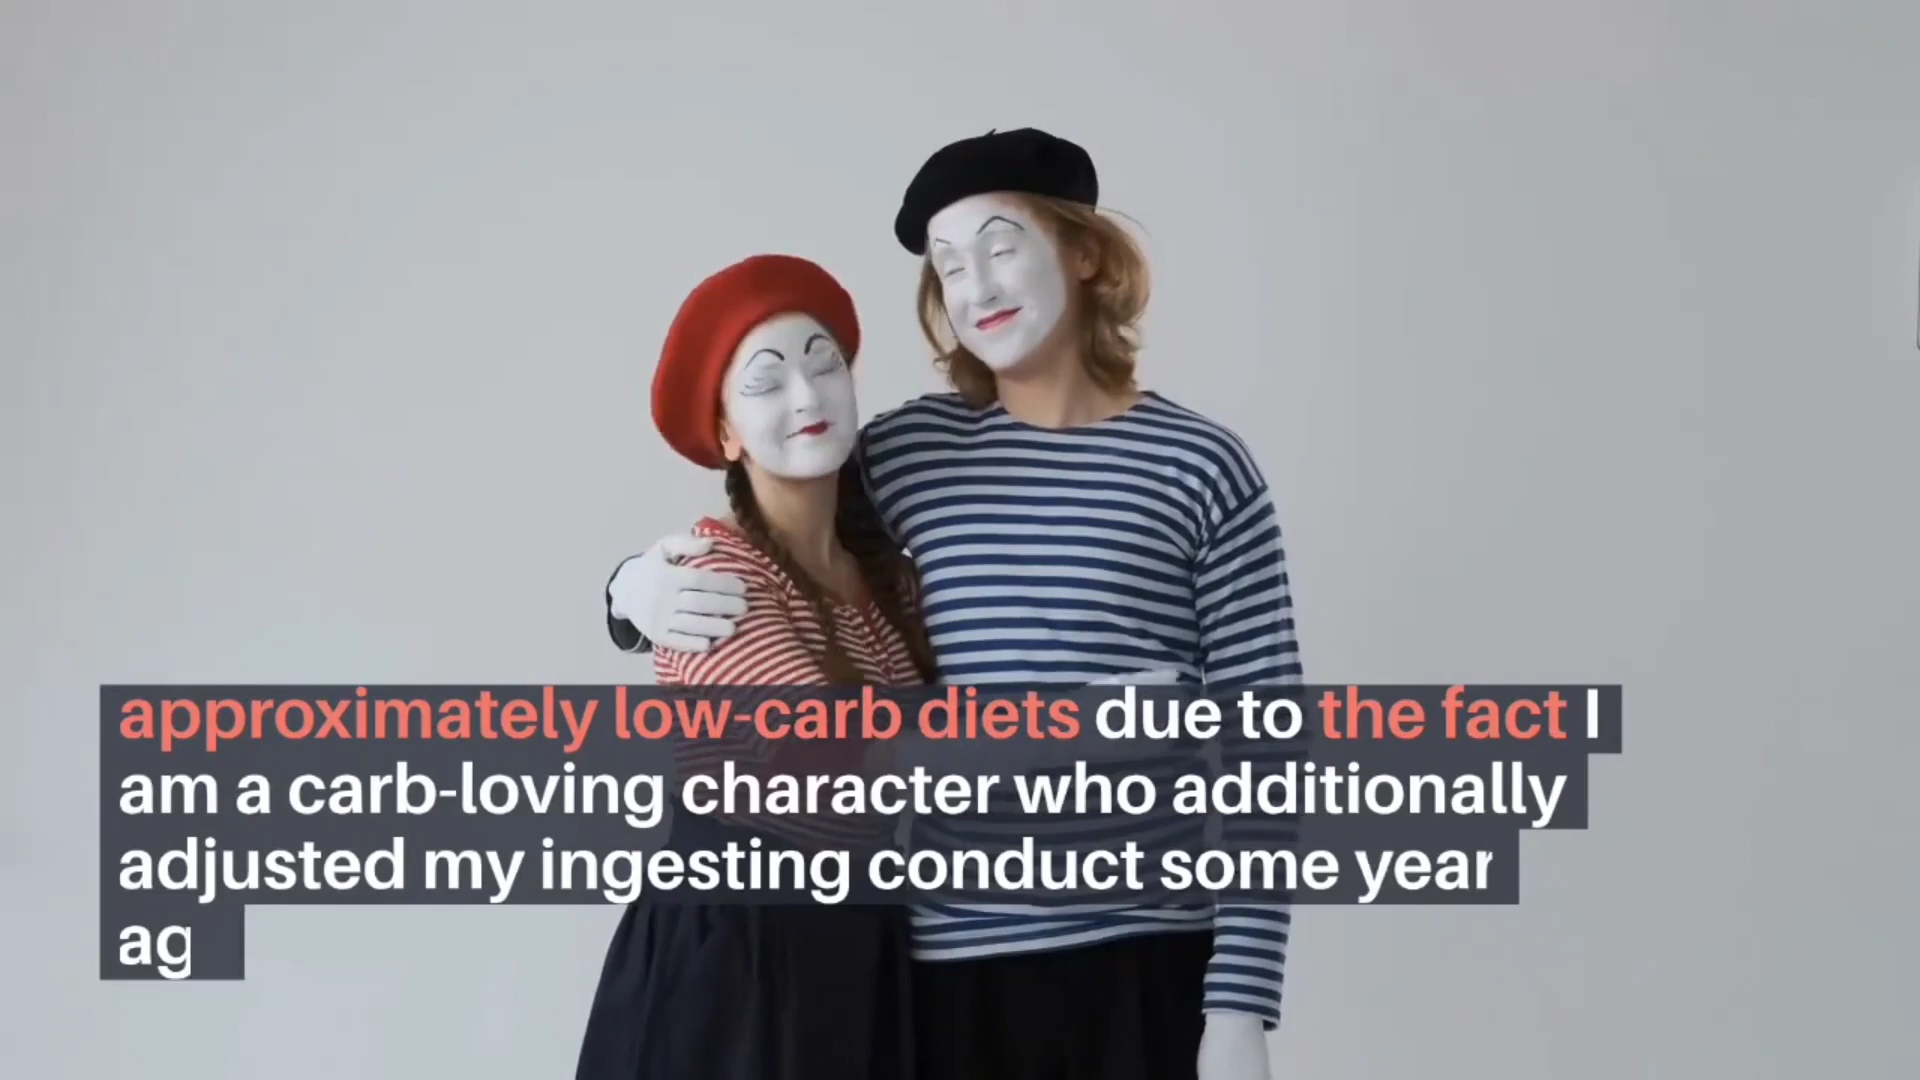 approximately low-carb diets due to the fact I
am a carb-loving character who additionally
adjusted my ingesting conduct some year
ag